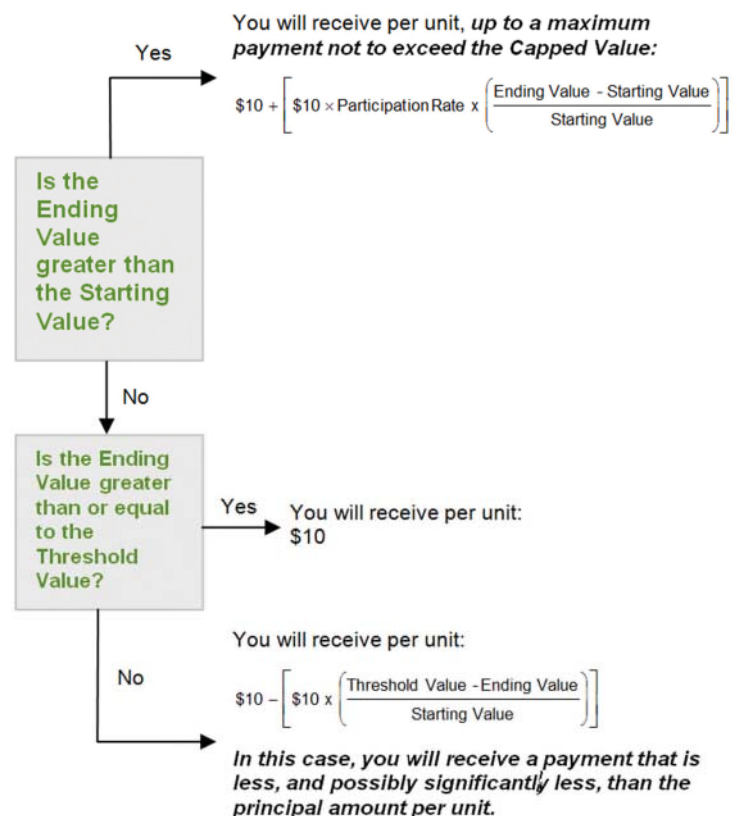 You will receive per unit, up to a maximum
payment not to exceed the Capped Value:
Yes
$10 + [ $10 × Participation Rate x ( Ending Value - Starting Value
Starting Value ) ]
Is the
Ending
Value
greater than
the Starting
Value?
No
Is the Ending
Value greater
than or equal
to the
Threshold
Value?
Yes
You will receive per unit:
$10
No
You will receive per unit:
$10 – [ $10 x ( Threshold Value - Ending Value
Starting Value ) ]
In this case, you will receive a payment that is
less, and possibly significantly less, than the
principal amount per unit.